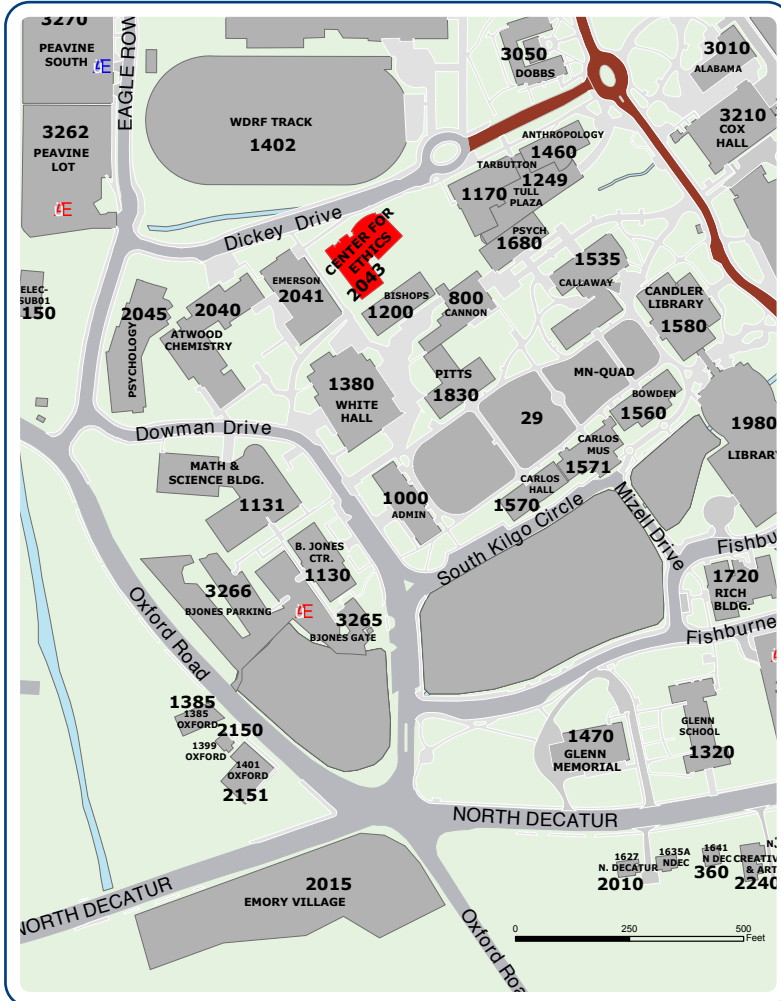 3270
PEAVINE
SOUTH
E
EAGLE ROW
3262
PEAVINE
LOT
E
WDRF TRACK
1402
3050
DOBBS
3010
ALABAMA
3210
COX
HALL
ANTHROPOLOGY
1460
TARBUTTON
1249
1170
TULL
PLAZA
PSYCH
1680
Dickey Drive
CENTER FOR
ETHICS
2043
EMERSON
2041
BISHOPS
1200
800
CANNON
1535
CALLAWAY
CANDLER
LIBRARY
1580
ELEC-
SUB01
150
2045
PSYCHOLOGY
2040
ATWOOD
CHEMISTRY
1380
WHITE
HALL
PITTS
1830
MN-QUAD
29
BOWDEN
1560
1980
LIBRARY
CARLOS
MUS
1571
CARLOS
HALL
1570
Dowman Drive
MATH &
SCIENCE BLDG.
1131
1000
ADMIN
South Kilgo Circle
Mizell Drive
B. JONES
CTR.
1130
3266
BJONES PARKING
E
3265
BJONES GATE
Fishbu
1720
RICH
BLDG.
Fishburne
Oxford Road
1385
1385
OXFORD
2150
1399
OXFORD
1401
OXFORD
2151
1470
GLENN
MEMORIAL
GLENN
SCHOOL
1320
NORTH DECATUR
1627
N. DECATUR
2010
1635A
NDEC
1641
N DEC
360
CREATIV
& ART
2240
NORTH DECATUR
2015
EMORY VILLAGE
Oxford Roa
0 250 500
Feet